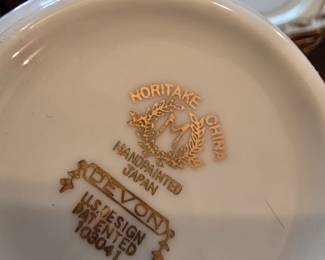 NORITAKE CHINA
M
HANDPAINTED
JAPAN
DEVON
U.S. DESIGN
PATENTED